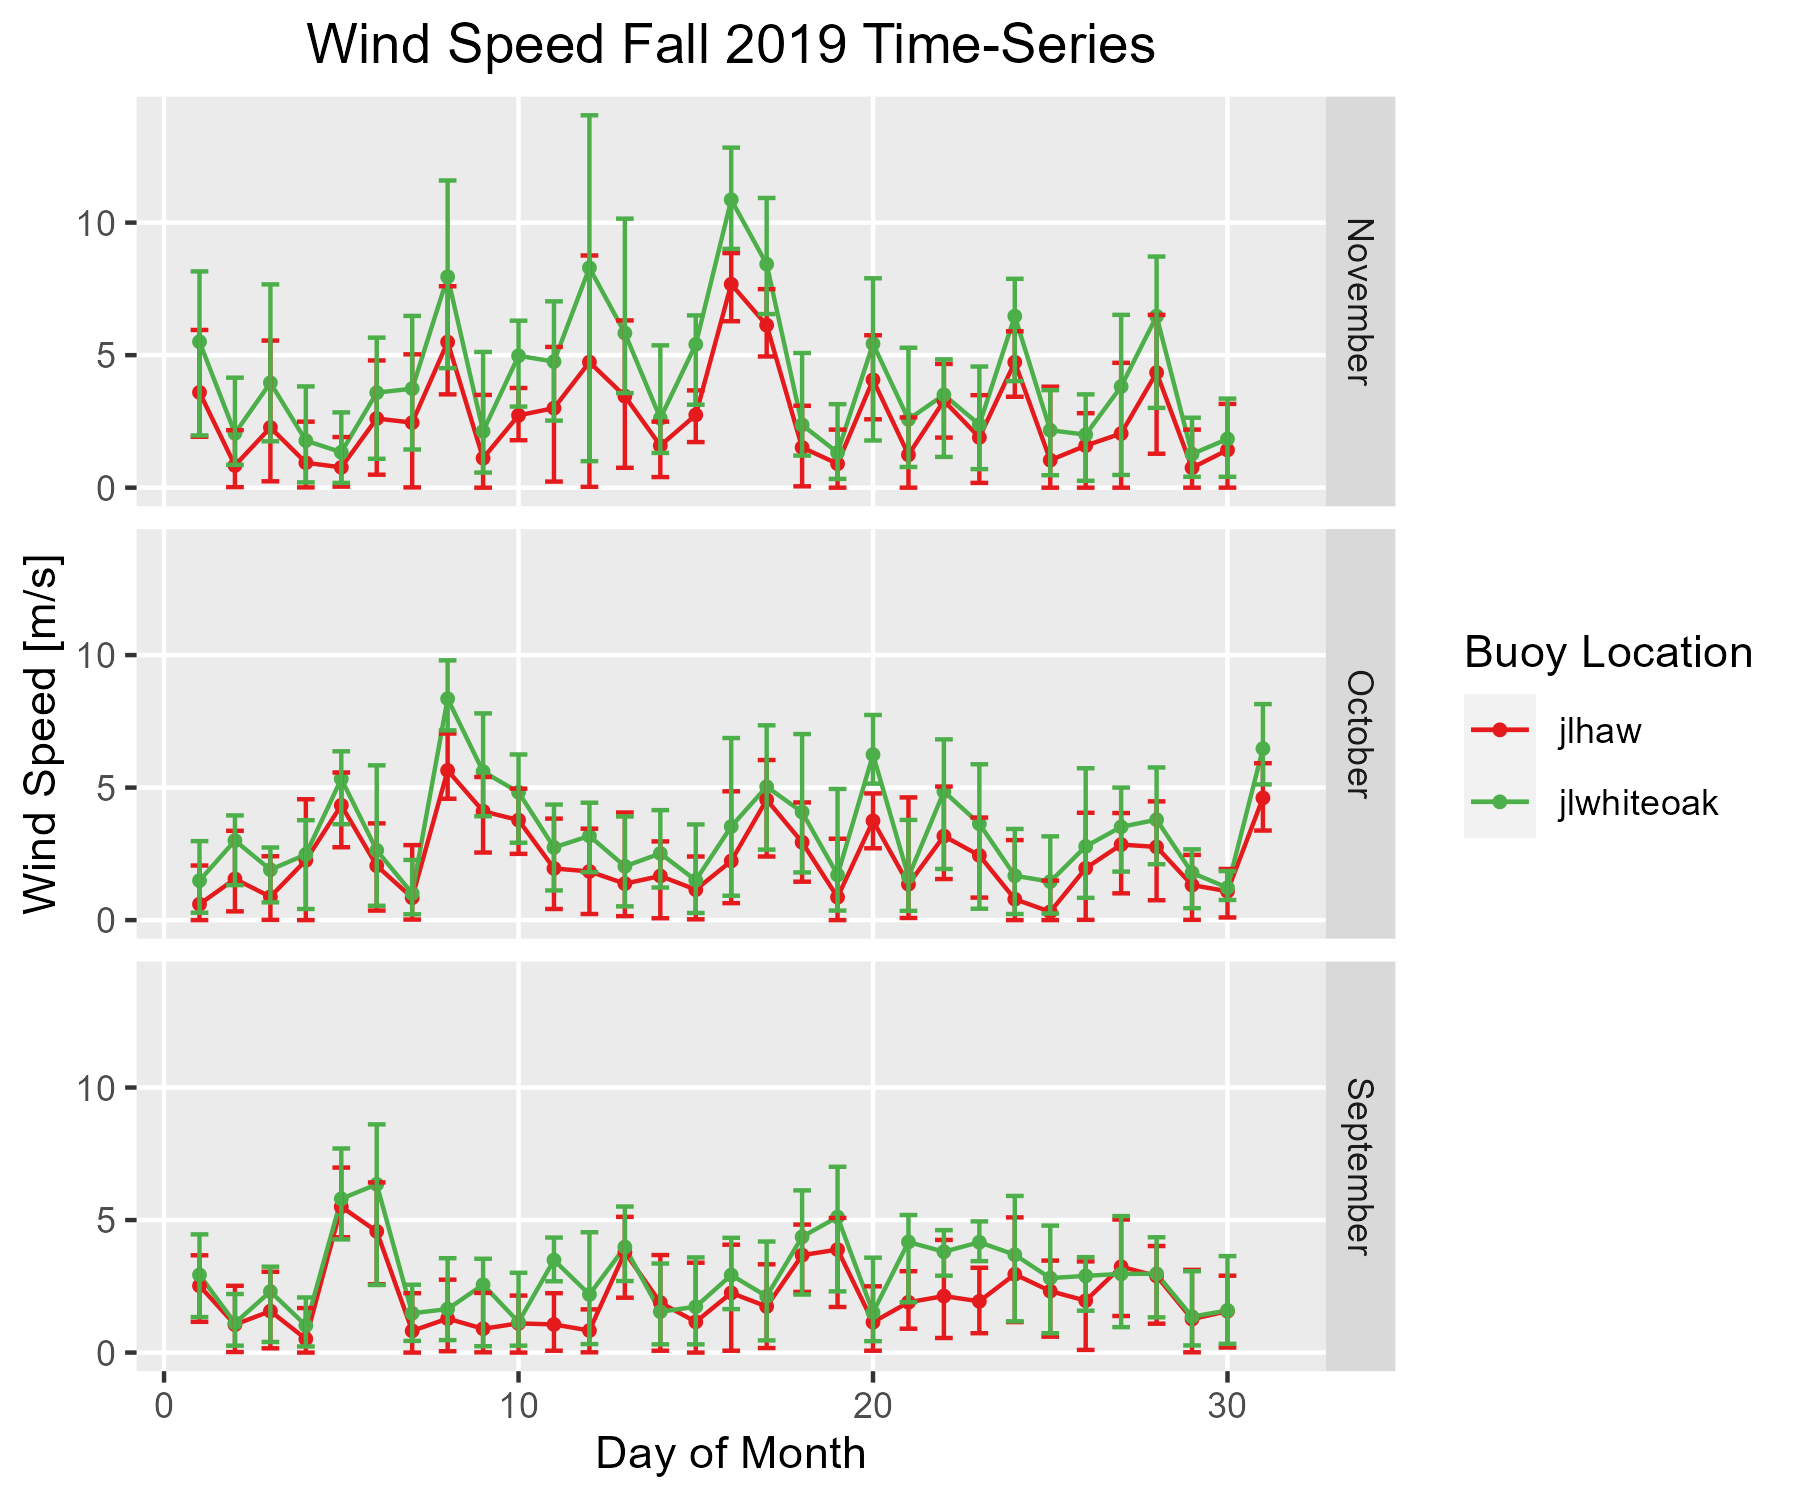 Wind Speed Fall 2019 Time-Series
Wind Speed [m/s]
10
5
0
November
10
5
0
October
10
5
0
September
0
10
20
30
Day of Month
Buoy Location
jlhaw
jlwhiteoak